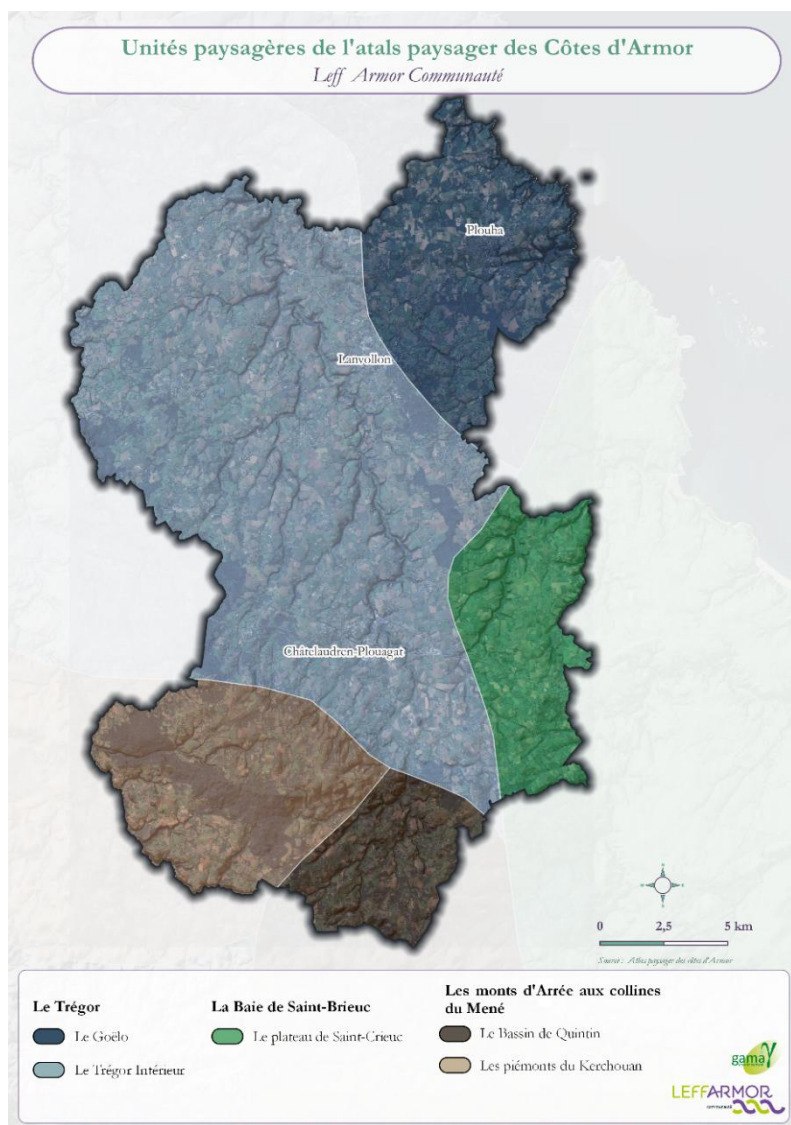 Unités paysagères de l'atals paysager des Côtes d'Armor
Leff Armor Communauté
Plouha
Lanvollon
Châtelaudren-Plouagat
0 2,5 5 km
Source : Atlas paysager des côtes d'Armor
Le Trégor
Le Goëlo
Le Trégor Intérieur
La Baie de Saint-Brieuc
Le plateau de Saint-Crieuc
Les monts d'Arrée aux collines
du Mené
Le Bassin de Quintin
Les piémonts du Kerchouan
gama
LEFFARMOR
communauté